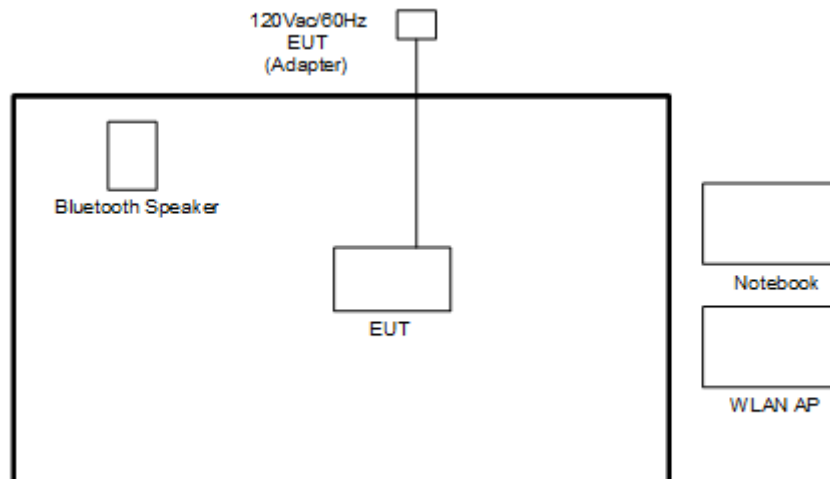 120Vac/60Hz
EUT
(Adapter)
Bluetooth Speaker
Notebook
EUT
WLAN AP